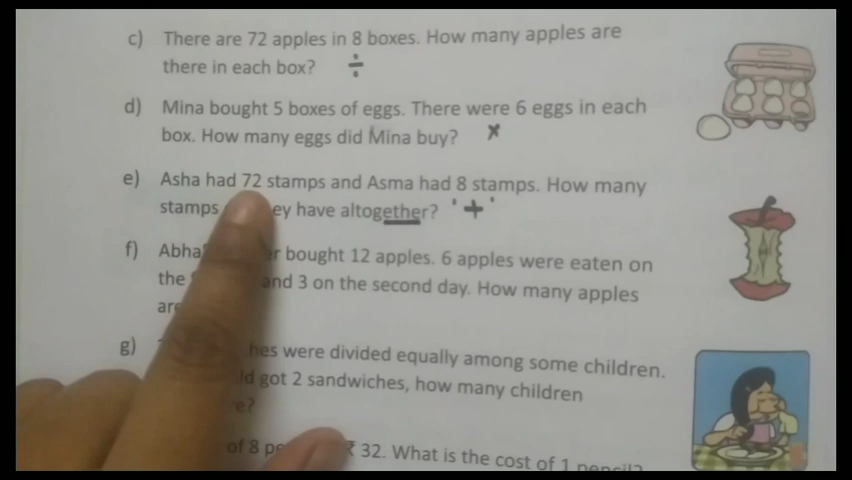 c) There are 72 apples in 8 boxes. How many apples are
there in each box? ÷
d) Mina bought 5 boxes of eggs. There were 6 eggs in each
box. How many eggs did Mina buy? ×
e) Asha had 72 stamps and Asma had 8 stamps. How many
stamps have altogether? '+'
f) bought 12 apples. 6 apples were eaten on
the and 3 on the second day. How many apples
g) were divided equally among some children.
got 2 sandwiches, how many children
of 8 ₹ 32. What is the cost of 1 pencil?